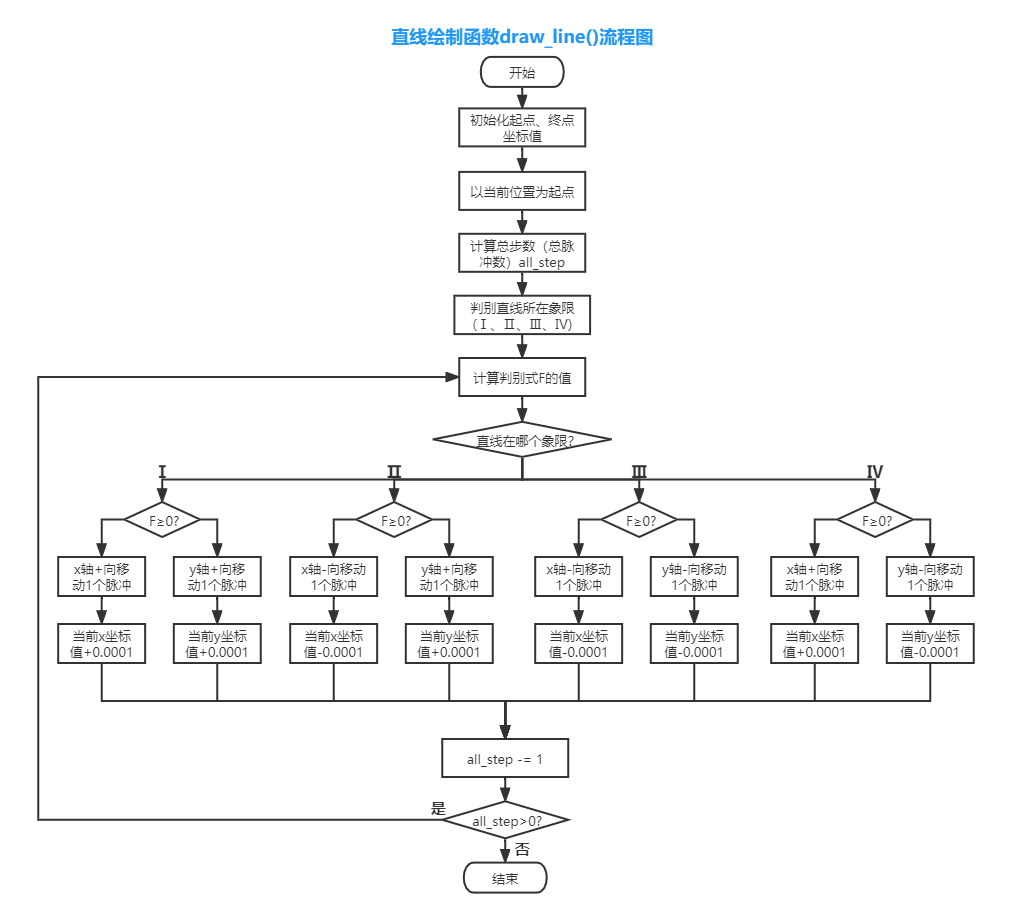 直线绘制函数draw_line()流程图
开始
初始化起点、终点
坐标值
以当前位置为起点
计算总步数（总脉
冲数）all_step
判别直线所在象限
（Ⅰ、Ⅱ、Ⅲ、Ⅳ）
计算判别式F的值
直线在哪个象限?
Ⅰ
Ⅱ
Ⅲ
Ⅳ
F≥0?
F≥0?
F≥0?
F≥0?
x轴+向移
动1个脉冲
y轴+向移
动1个脉冲
x轴-向移动
1个脉冲
y轴+向移
动1个脉冲
x轴-向移动
1个脉冲
y轴-向移动
1个脉冲
x轴+向移
动1个脉冲
y轴-向移动
1个脉冲
当前x坐标
值+0.0001
当前y坐标
值+0.0001
当前x坐标
值-0.0001
当前y坐标
值+0.0001
当前x坐标
值-0.0001
当前y坐标
值-0.0001
当前x坐标
值+0.0001
当前y坐标
值-0.0001
all_step -= 1
是
all_step>0?
否
结束